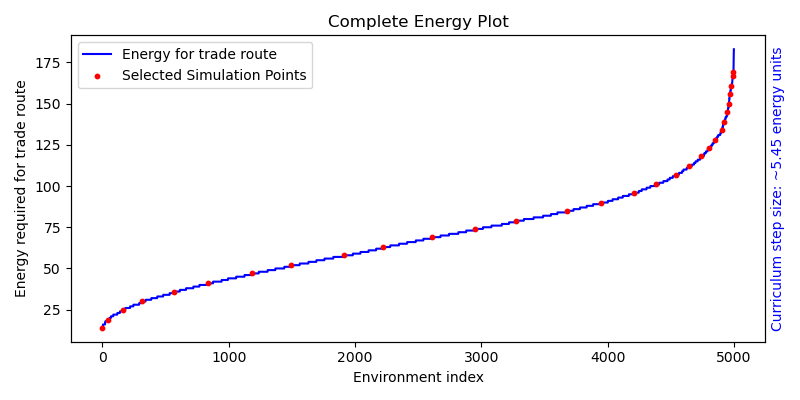 Complete Energy Plot
Energy for trade route
Selected Simulation Points
Energy required for trade route
175
150
125
100
75
50
25
0
1000
2000
3000
4000
5000
Environment index
Curriculum step size: ~5.45 energy units